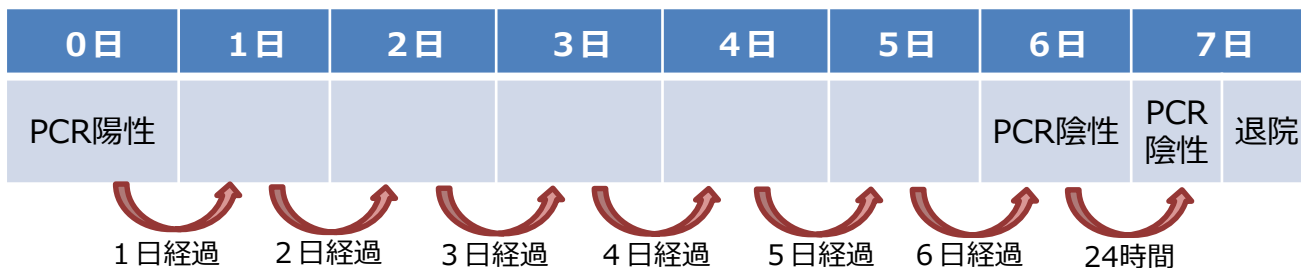 0日 1日 2日 3日 4日 5日 6日 7日
PCR陽性 PCR陰性 PCR陰性 退院
1日経過 2日経過 3日経過 4日経過 5日経過 6日経過 24時間